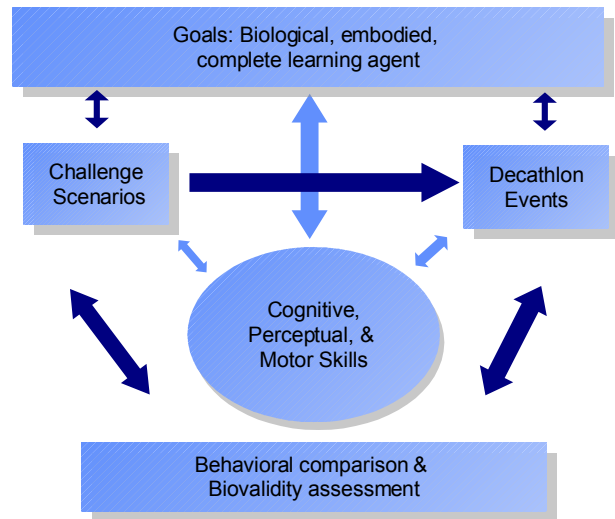 Goals: Biological, embodied,
complete learning agent
Challenge
Scenarios
Decathlon
Events
Cognitive,
Perceptual, &
Motor Skills
Behavioral comparison &
Biovalidity assessment